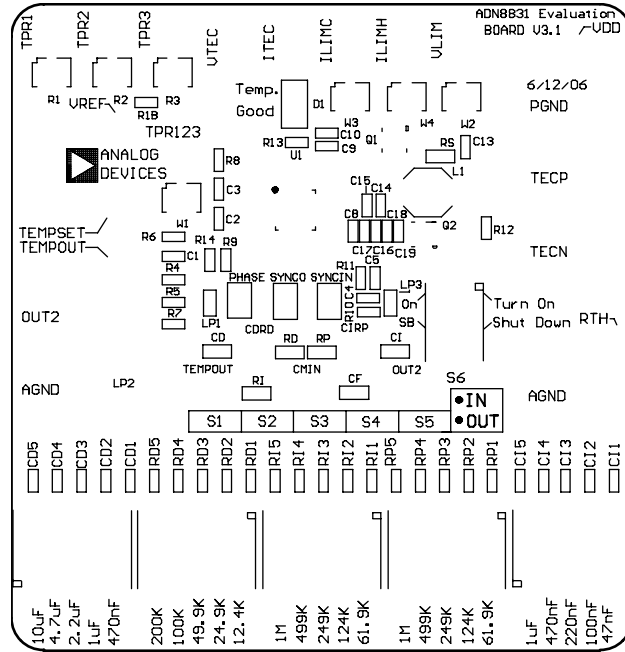 ADN8831 Evaluation
BOARD V3.1
VDD
TPR1
TPR2
TPR3
VTEC
ITEC
ILIMC
ILIMH
VLIM
6/12/06
R1
VREF
R2
R3
R1B
TPR123
Temp.
Good
D1
W3
W4
W2
PGND
R13
U1
C10
C9
Q1
C13
RS
ANALOG
DEVICES
R8
C3
C2
L1
TECP
W1
C15
C14
C8
C18
C17
C16
C19
Q2
R12
TEMPSET
TEMPOUT
R6
C1
R14
R9
TECN
R4
R5
R7
PHASE
SYNCO
SYNCIN
R11
C5
C4
R10
LP3
On
SB
Turn On
Shut Down
RTH
OUT2
LP1
CDRD
CIRP
CD
RD
RP
CI
TEMPOUT
CMIN
OUT2
AGND
LP2
RI
CF
S6
AGND
S1
S2
S3
S4
S5
IN
OUT
CD5
CD4
CD3
CD2
CD1
RD5
RD4
RD3
RD2
RD1
RI5
RI4
RI3
RI2
RI1
RP5
RP4
RP3
RP2
RP1
CI5
CI4
CI3
CI2
CI1
10uF
4.7uF
2.2uF
1uF
470nF
200K
100K
49.9K
24.9K
12.4K
1M
499K
249K
124K
61.9K
1M
499K
249K
124K
61.9K
1uF
470nF
220nF
100nF
47nF